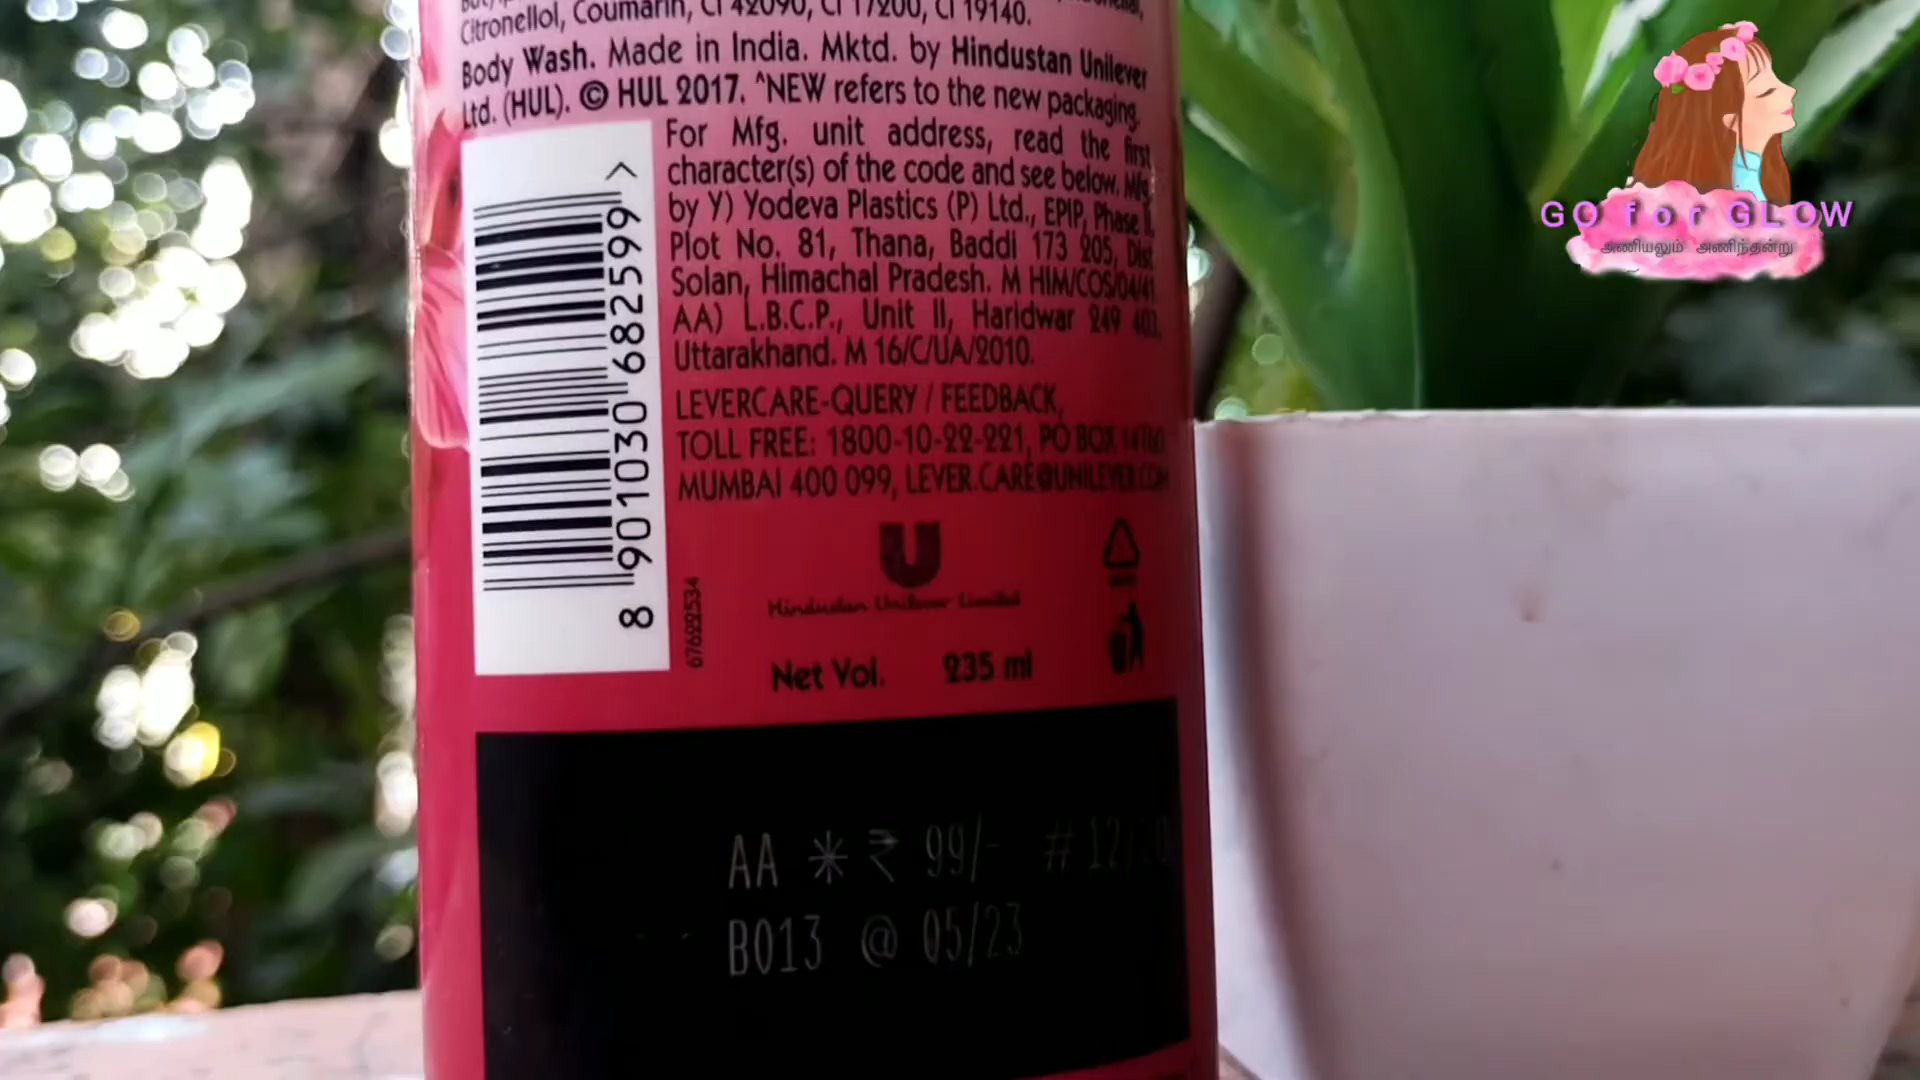 Citronellol, Coumarin, CI 42090, CI 17200, CI 19140.
Body Wash. Made in India. Mktd. by Hindustan Unilever
Ltd. (HUL). © HUL 2017. ^NEW refers to the new packaging.
For Mfg. unit address, read the first
character(s) of the code and see below. Mfg.
by Y) Yodeva Plastics (P) Ltd., EPIP, Phase II,
Plot No. 81, Thana, Baddi 173 205, Dist
Solan, Himachal Pradesh. M HIM/COS/04/41
AA) L.B.C.P., Unit II, Haridwar 249 403,
Uttarakhand. M 16/C/UA/2010.
LEVERCARE-QUERY / FEEDBACK,
TOLL FREE: 1800-10-22-221, PO BOX
MUMBAI 400 099, LEVER.CARE@UNILEVER.COM
8 901030 682599 >
67622534
Hindustan Unilever Limited
Net Vol. 235 ml
AA * ₹ 99/- # 12/20
B013 @ 05/23
GO for GLOW
அணியலும் அணிந்தன்று